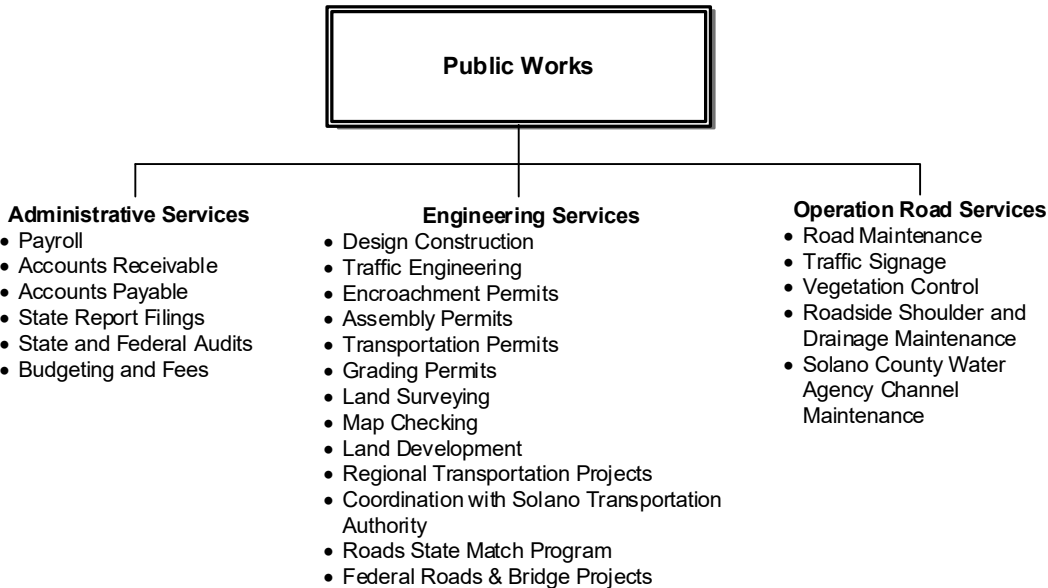 Public Works
Administrative Services
• Payroll
• Accounts Receivable
• Accounts Payable
• State Report Filings
• State and Federal Audits
• Budgeting and Fees
Engineering Services
• Design Construction
• Traffic Engineering
• Encroachment Permits
• Assembly Permits
• Transportation Permits
• Grading Permits
• Land Surveying
• Map Checking
• Land Development
• Regional Transportation Projects
• Coordination with Solano Transportation
Authority
• Roads State Match Program
• Federal Roads & Bridge Projects
Operation Road Services
• Road Maintenance
• Traffic Signage
• Vegetation Control
• Roadside Shoulder and
Drainage Maintenance
• Solano County Water
Agency Channel
Maintenance